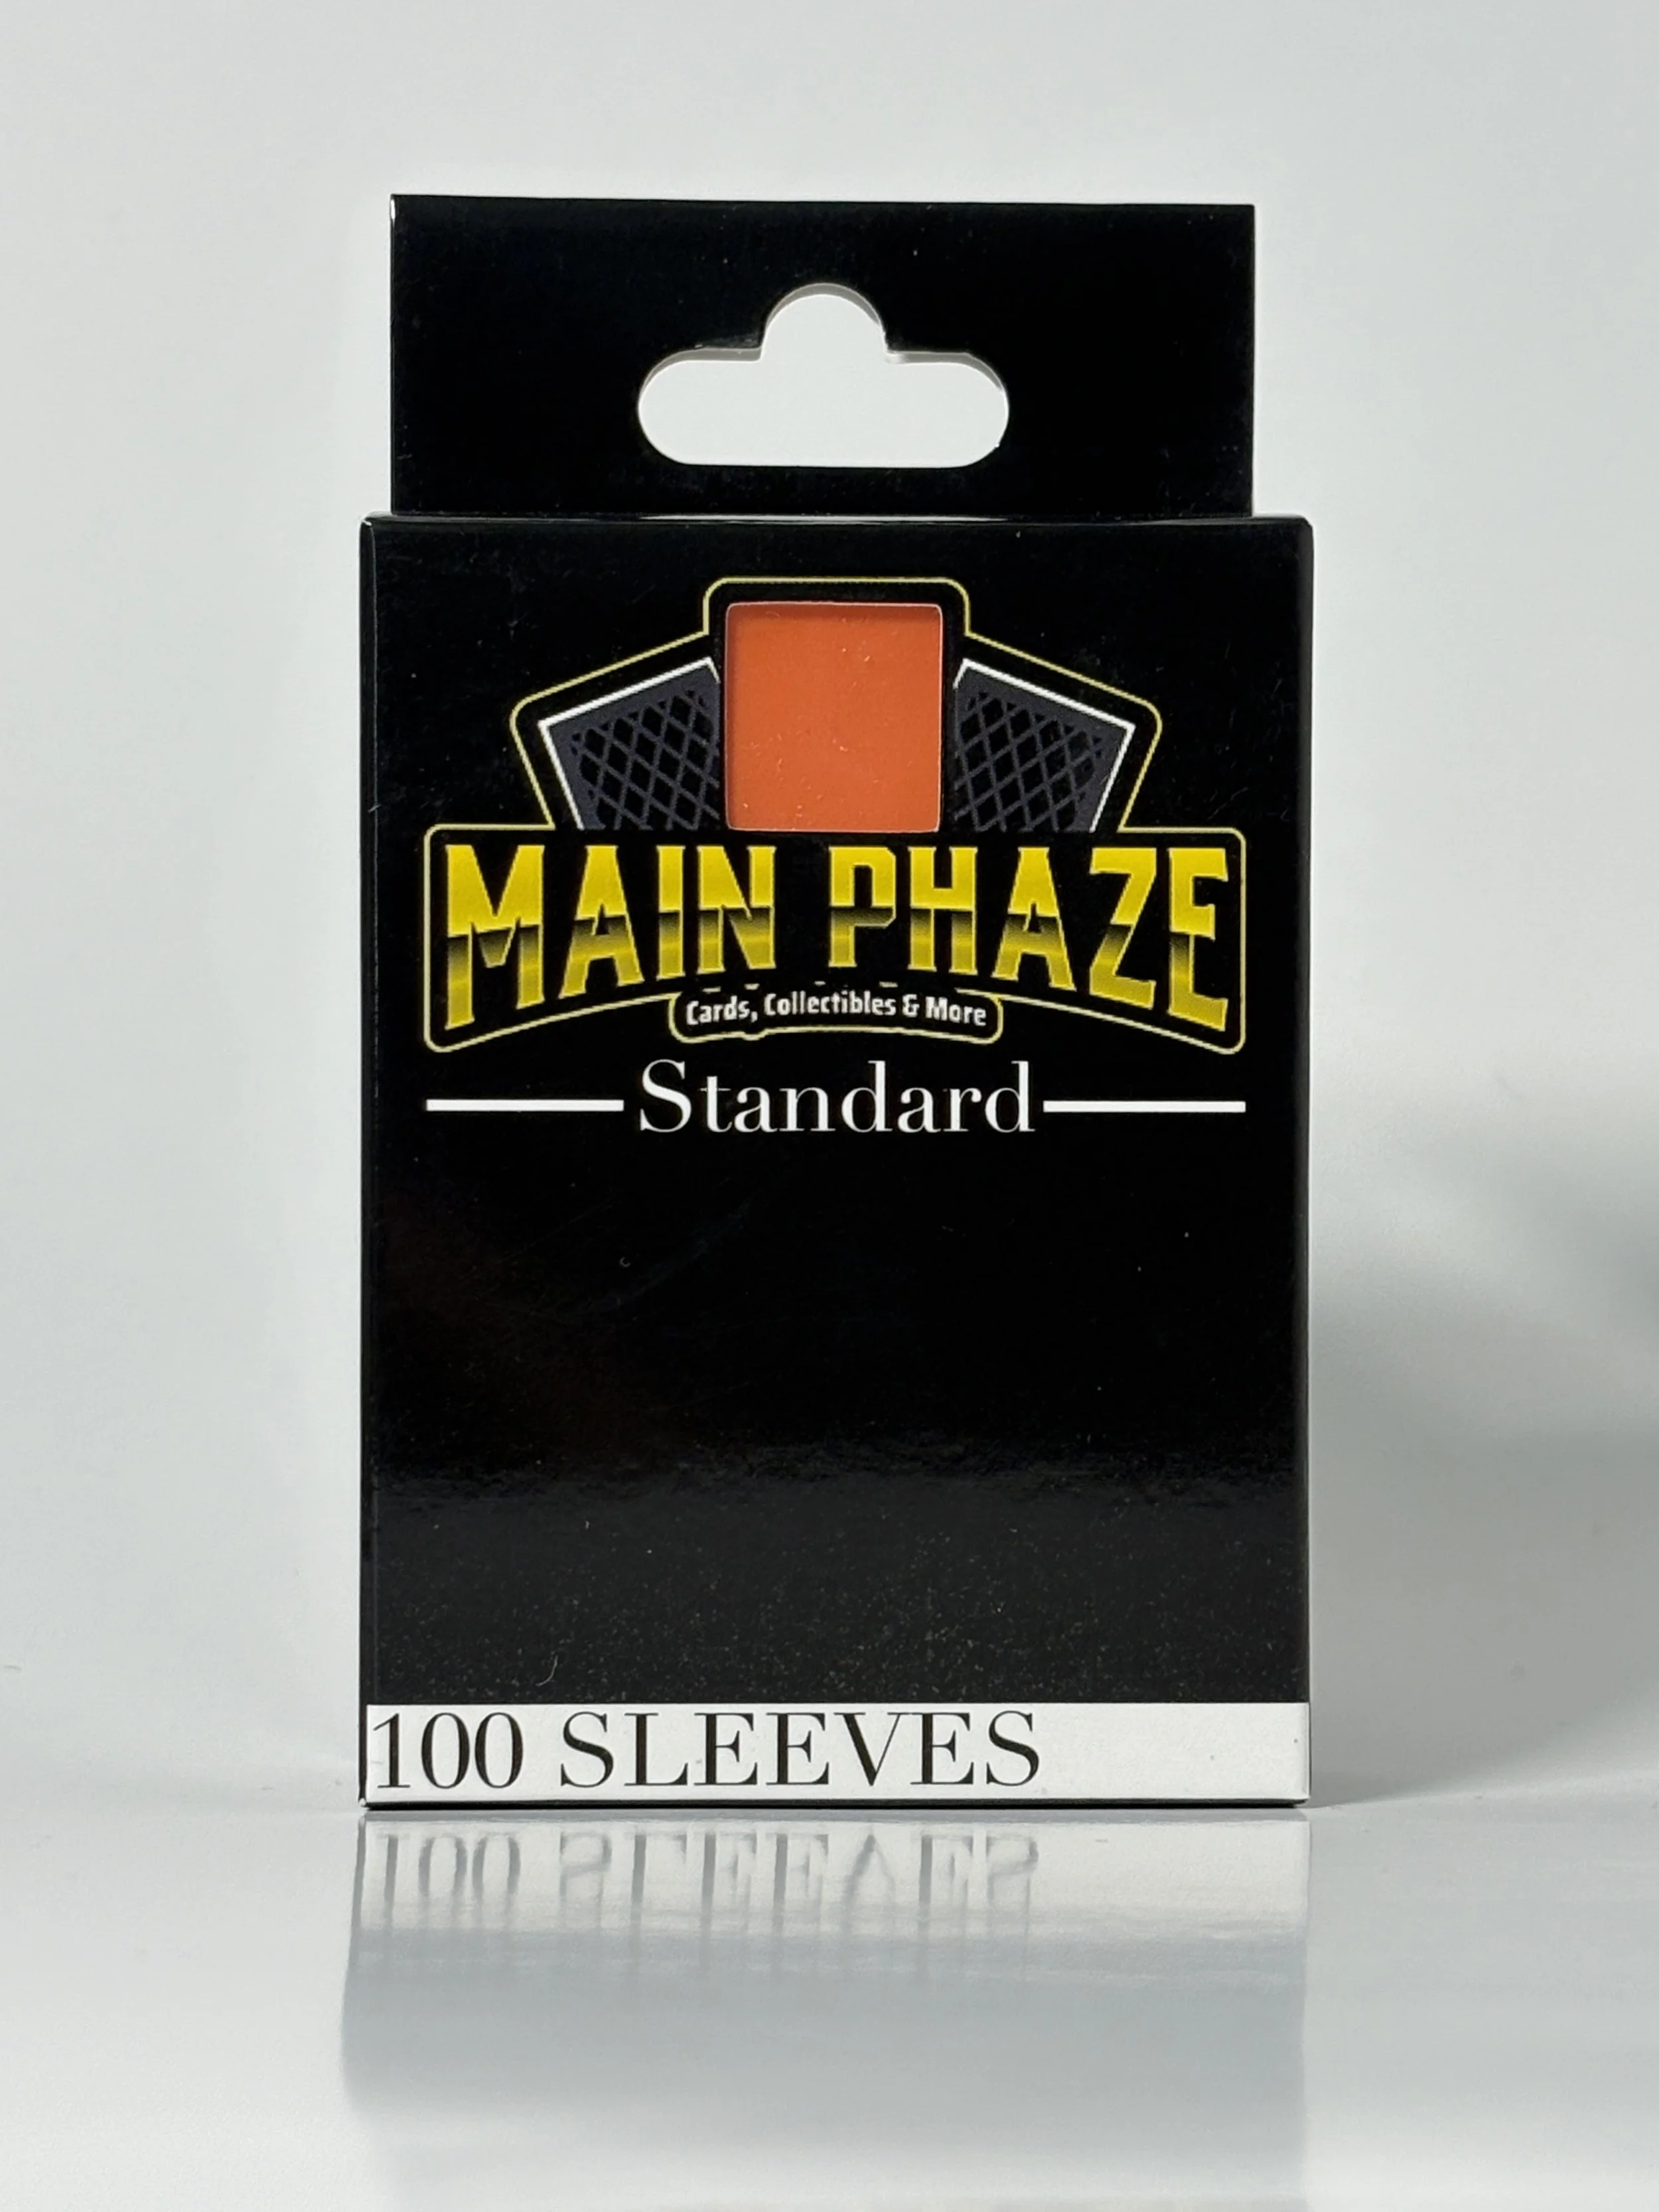 MAIN PHAZE
Cards, Collectibles & More
Standard
100 SLEEVES